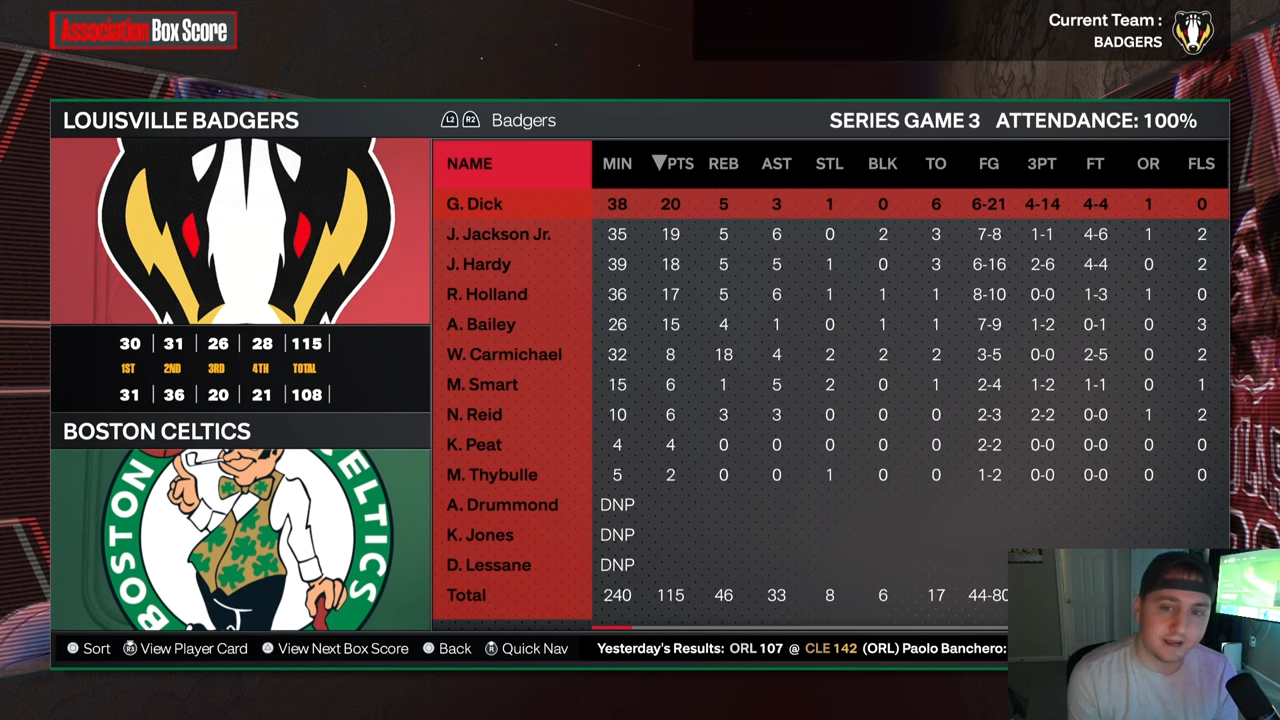 Association Box Score
Current Team :
BADGERS
LOUISVILLE BADGERS
L2 R2 Badgers
SERIES GAME 3 ATTENDANCE: 100%
NAME MIN PTS REB AST STL BLK TO FG 3PT FT OR FLS
G. Dick 38 20 5 3 1 0 6 6-21 4-14 4-4 1 0
J. Jackson Jr. 35 19 5 6 0 2 3 7-8 1-1 4-6 1 2
J. Hardy 39 18 5 5 1 0 3 6-16 2-6 4-4 0 2
R. Holland 36 17 5 6 1 1 1 8-10 0-0 1-3 1 0
A. Bailey 26 15 4 1 0 1 1 7-9 1-2 0-1 0 3
W. Carmichael 32 8 18 4 2 2 2 3-5 0-0 2-5 0 2
M. Smart 15 6 1 5 2 0 1 2-4 1-2 1-1 0 1
N. Reid 10 6 3 3 0 0 0 2-3 2-2 0-0 1 2
K. Peat 4 4 0 0 0 0 0 2-2 0-0 0-0 0 0
M. Thybulle 5 2 0 0 1 0 0 1-2 0-0 0-0 0 0
A. Drummond DNP
K. Jones DNP
D. Lessane DNP
Total 240 115 46 33 8 6 17 44-80
30 31 26 28 115
1ST 2ND 3RD 4TH TOTAL
31 36 20 21 108
BOSTON CELTICS
BOSTON CELTICS
Sort View Player Card View Next Box Score Back Quick Nav
Yesterday's Results: ORL 107 @ CLE 142 (ORL) Paolo Banchero: